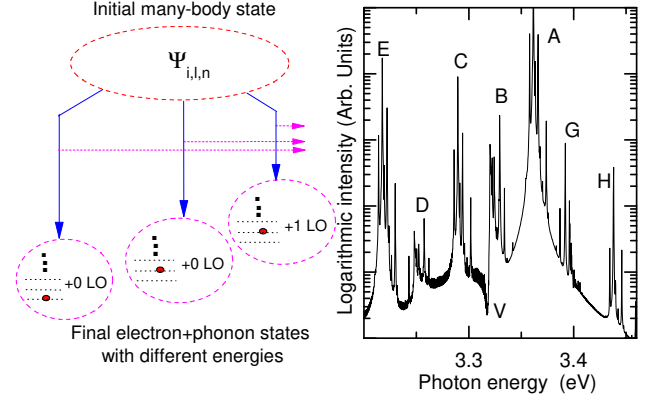 Initial many-body state
Ψi,l,n
+1 LO
+0 LO
+0 LO
Final electron+phonon states
with different energies
Logarithmic intensity (Arb. Units)
E
C
A
B
G
H
D
V
3.3
3.4
Photon energy (eV)